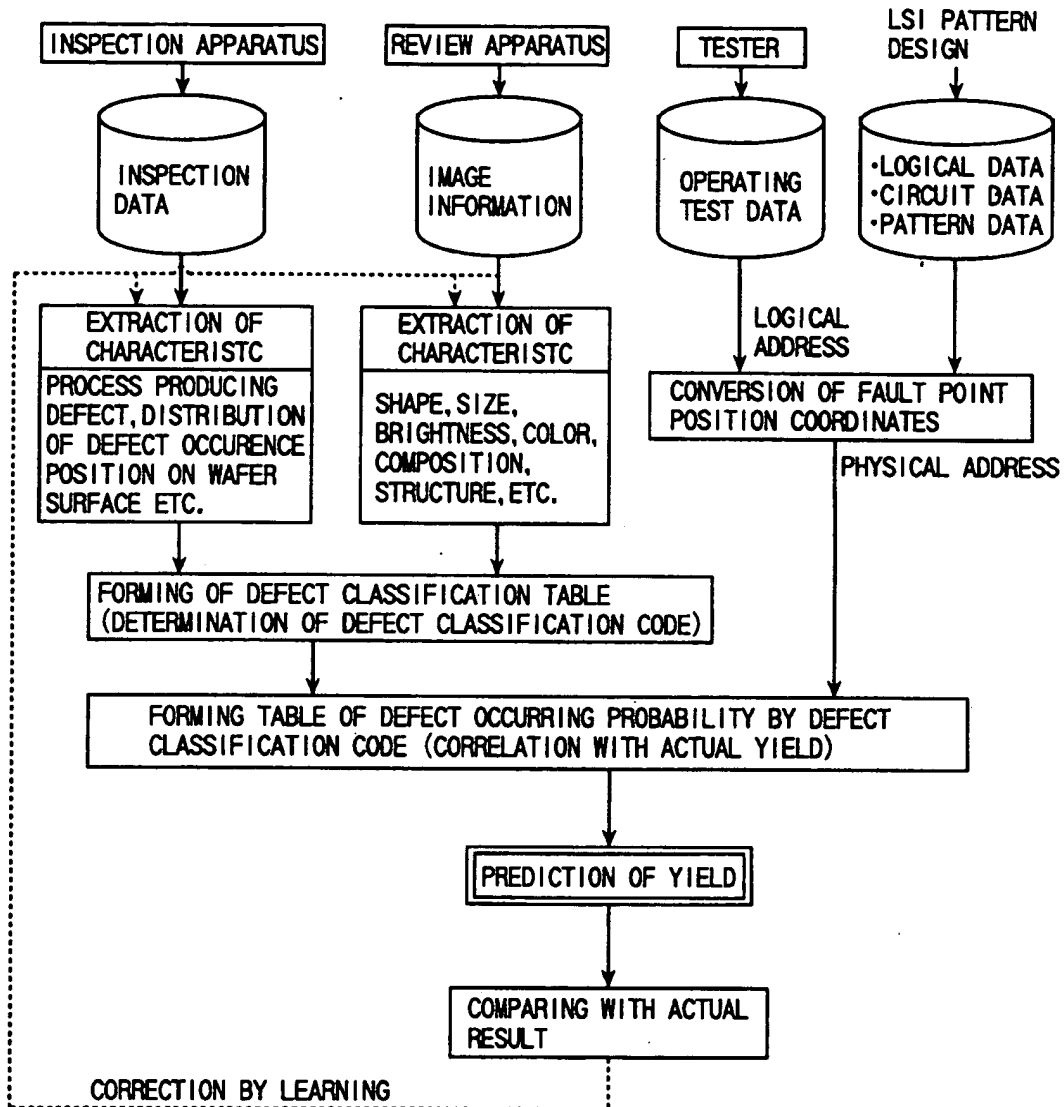 INSPECTION APPARATUS
REVIEW APPARATUS
TESTER
LSI PATTERN
DESIGN
INSPECTION
DATA
IMAGE
INFORMATION
OPERATING
TEST DATA
·LOGICAL DATA
·CIRCUIT DATA
·PATTERN DATA
EXTRACTION OF
CHARACTERISTC
PROCESS PRODUCING
DEFECT, DISTRIBUTION
OF DEFECT OCCURENCE
POSITION ON WAFER
SURFACE ETC.
EXTRACTION OF
CHARACTERISTC
SHAPE, SIZE,
BRIGHTNESS, COLOR,
COMPOSITION,
STRUCTURE, ETC.
LOGICAL
ADDRESS
CONVERSION OF FAULT POINT
POSITION COORDINATES
PHYSICAL ADDRESS
FORMING OF DEFECT CLASSIFICATION TABLE
(DETERMINATION OF DEFECT CLASSIFICATION CODE)
FORMING TABLE OF DEFECT OCCURRING PROBABILITY BY DEFECT
CLASSIFICATION CODE (CORRELATION WITH ACTUAL YIELD)
PREDICTION OF YIELD
COMPARING WITH ACTUAL
RESULT
CORRECTION BY LEARNING